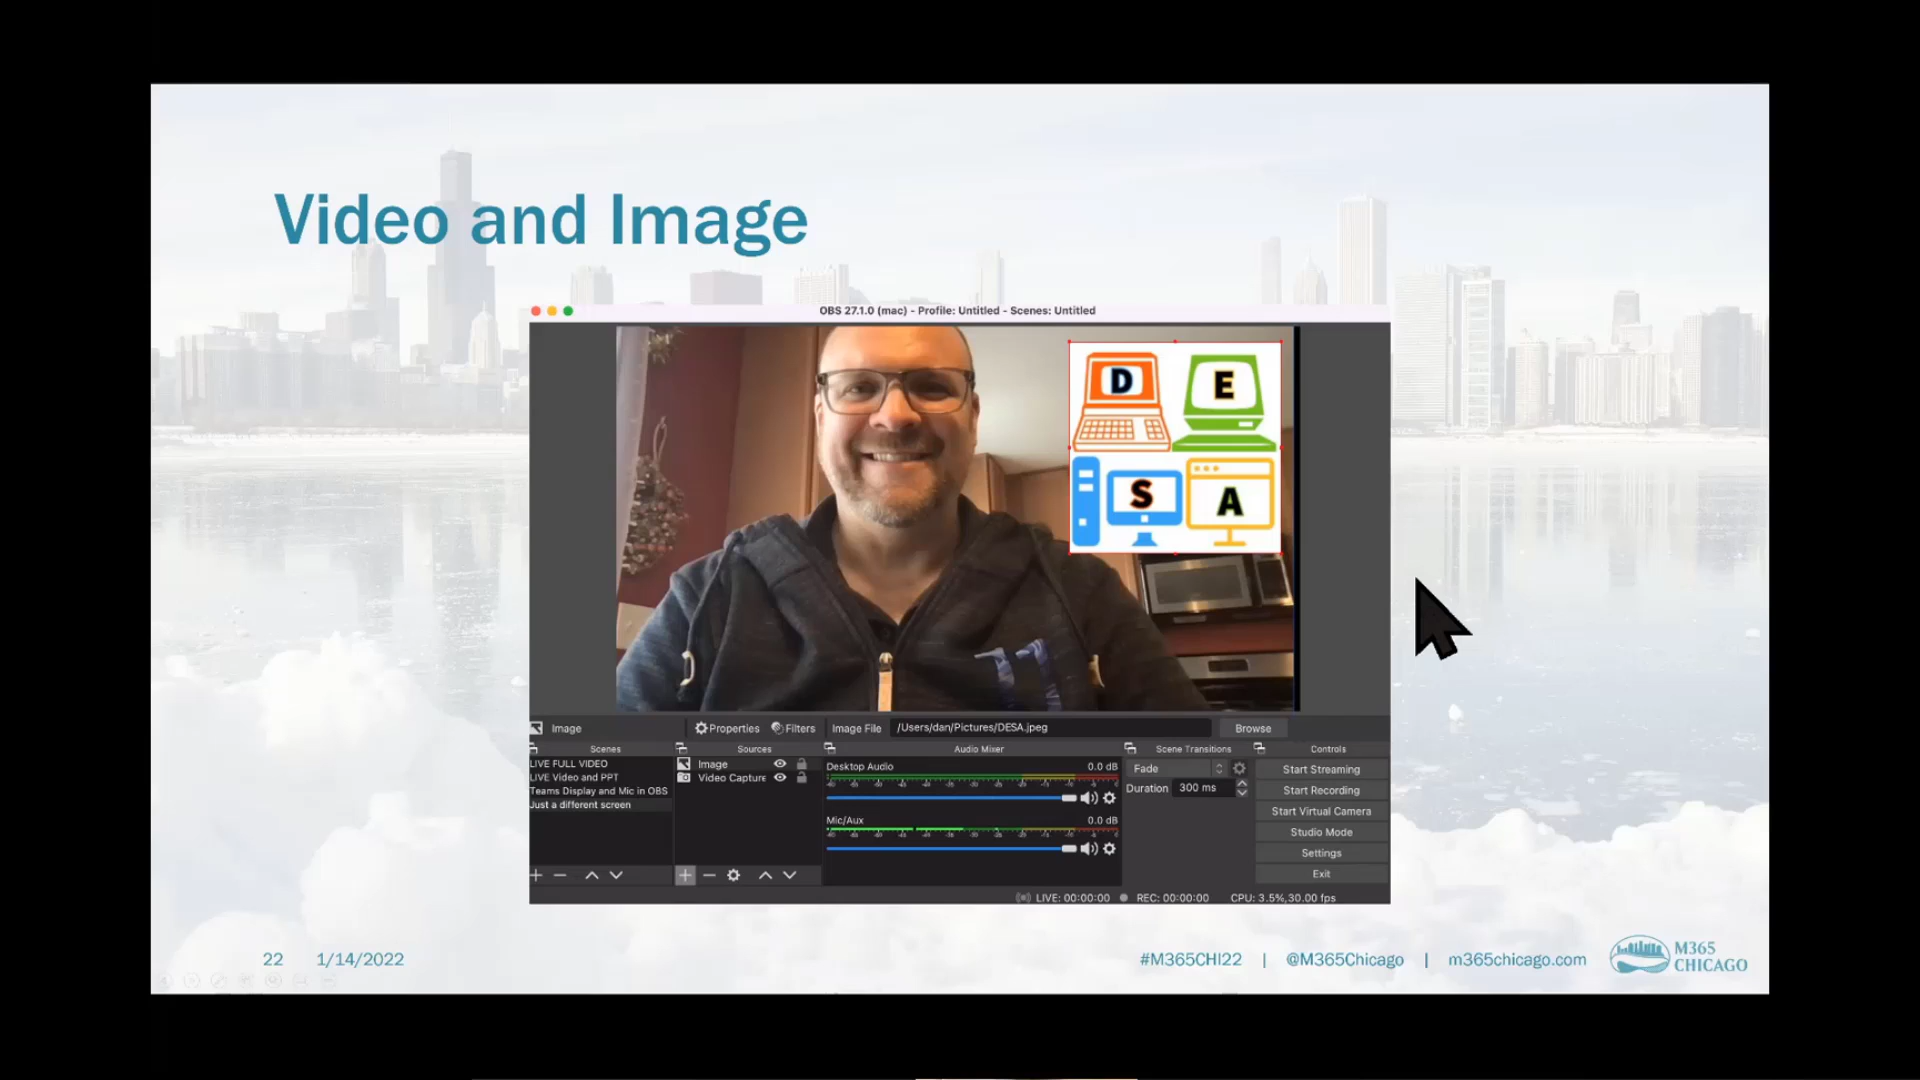 Video and Image
OBS 27.1.0 (mac) - Profile: Untitled - Scenes: Untitled
D E
S A
Image Properties Filters Image File /Users/dan/Pictures/DESA.jpeg Browse
Scenes Sources Audio Mixer Scene Transitions Controls
LIVE FULL VIDEO
LIVE Video and PPT
Teams Display and Mic in OBS
Just a different screen
Image
Video Capture
Desktop Audio 0.0 dB
Mic/Aux 0.0 dB
Fade
Duration 300 ms
Start Streaming
Start Recording
Start Virtual Camera
Studio Mode
Settings
Exit
LIVE: 00:00:00 REC: 00:00:00 CPU: 3.5%,30.00 fps
22 1/14/2022 #M365CHI22 | @M365Chicago | m365chicago.com
M365
CHICAGO